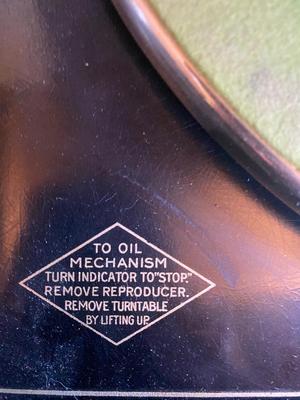 TO OIL
MECHANISM
TURN INDICATOR TO "STOP."
REMOVE REPRODUCER.
REMOVE TURNTABLE
BY LIFTING UP.